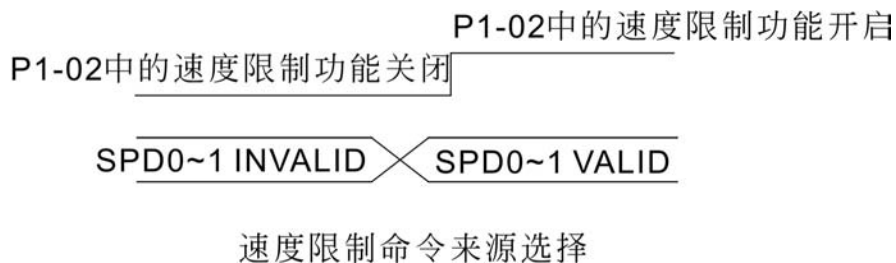 P1-02中的速度限制功能开启
P1-02中的速度限制功能关闭
SPD0~1 INVALID SPD0~1 VALID
速度限制命令来源选择